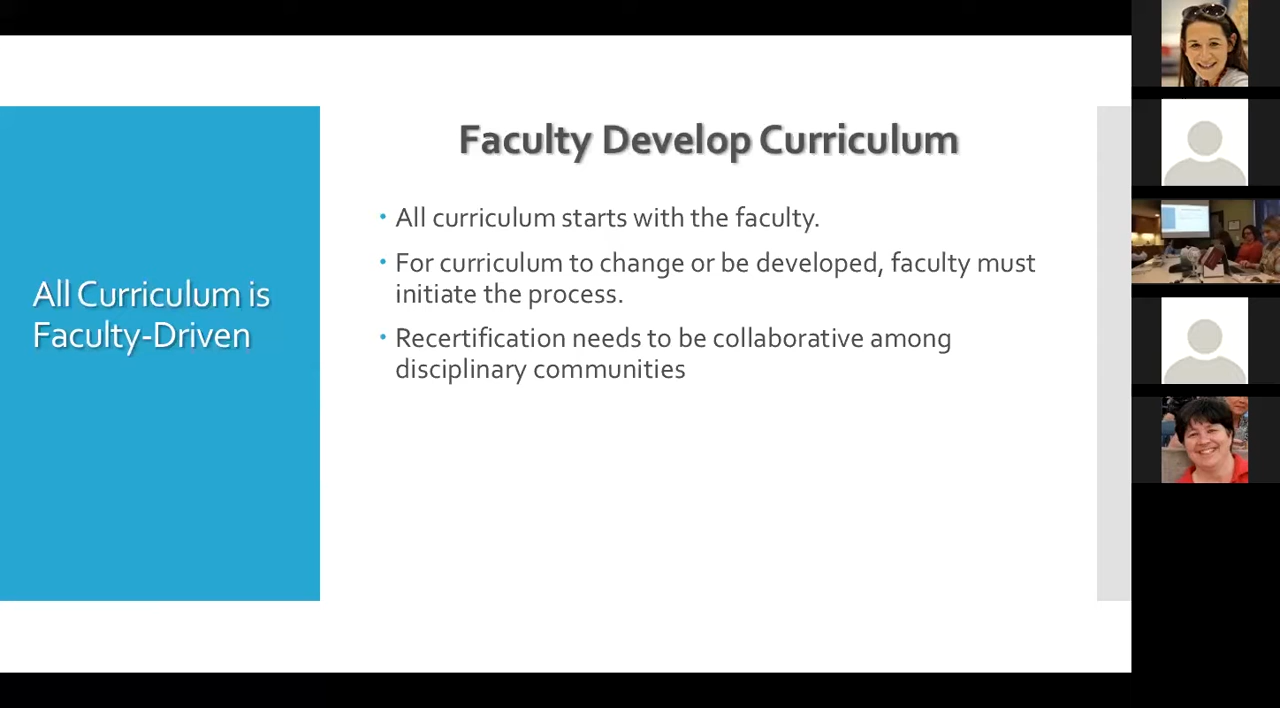 All Curriculum is
Faculty-Driven
Faculty Develop Curriculum
• All curriculum starts with the faculty.
• For curriculum to change or be developed, faculty must
initiate the process.
• Recertification needs to be collaborative among
disciplinary communities